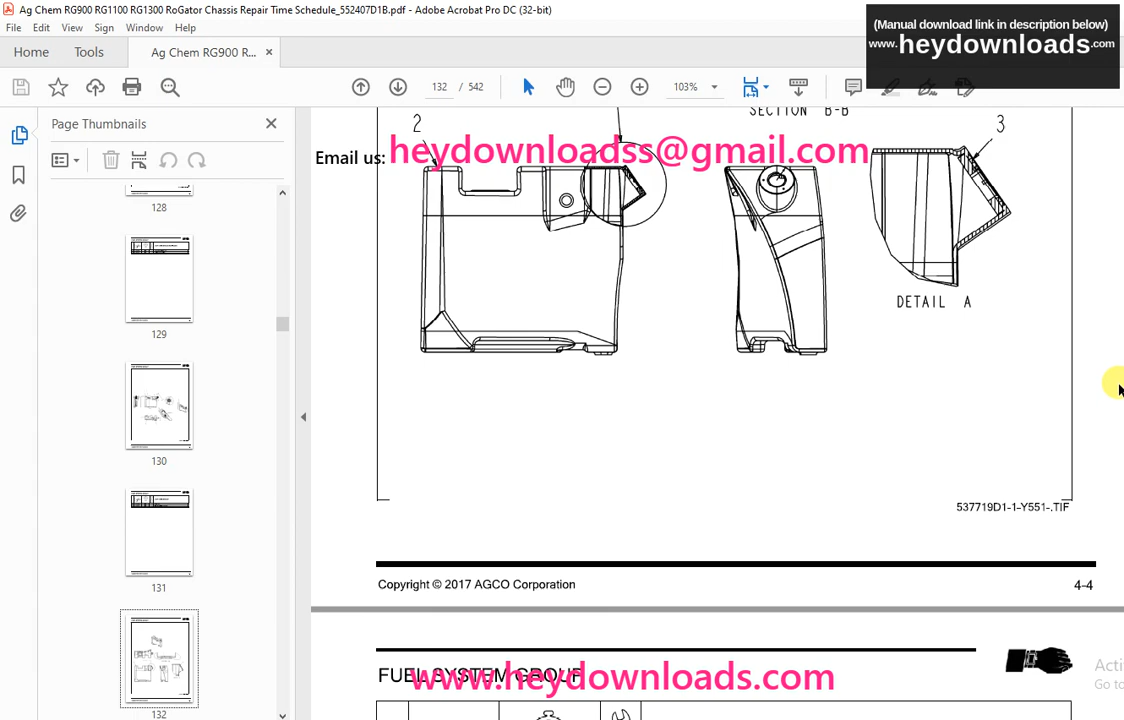 Ag Chem RG900 RG1100 RG1300 RoGator Chassis Repair Time Schedule_552407D1B.pdf - Adobe Acrobat Pro DC (32-bit)
File Edit View Sign Window Help
Home Tools Ag Chem RG900 R... ×
132 / 542 103%
(Manual download link in description below)
www.heydownloads.com
Page Thumbnails
128
129
130
131
132
SECTION B-B
2
3
Email us: heydownloadss@gmail.com
DETAIL A
537719D1-1-Y551-.TIF
Copyright © 2017 AGCO Corporation
4-4
FUEL SYSTEM GROUP
www.heydownloads.com
Acti
Go to